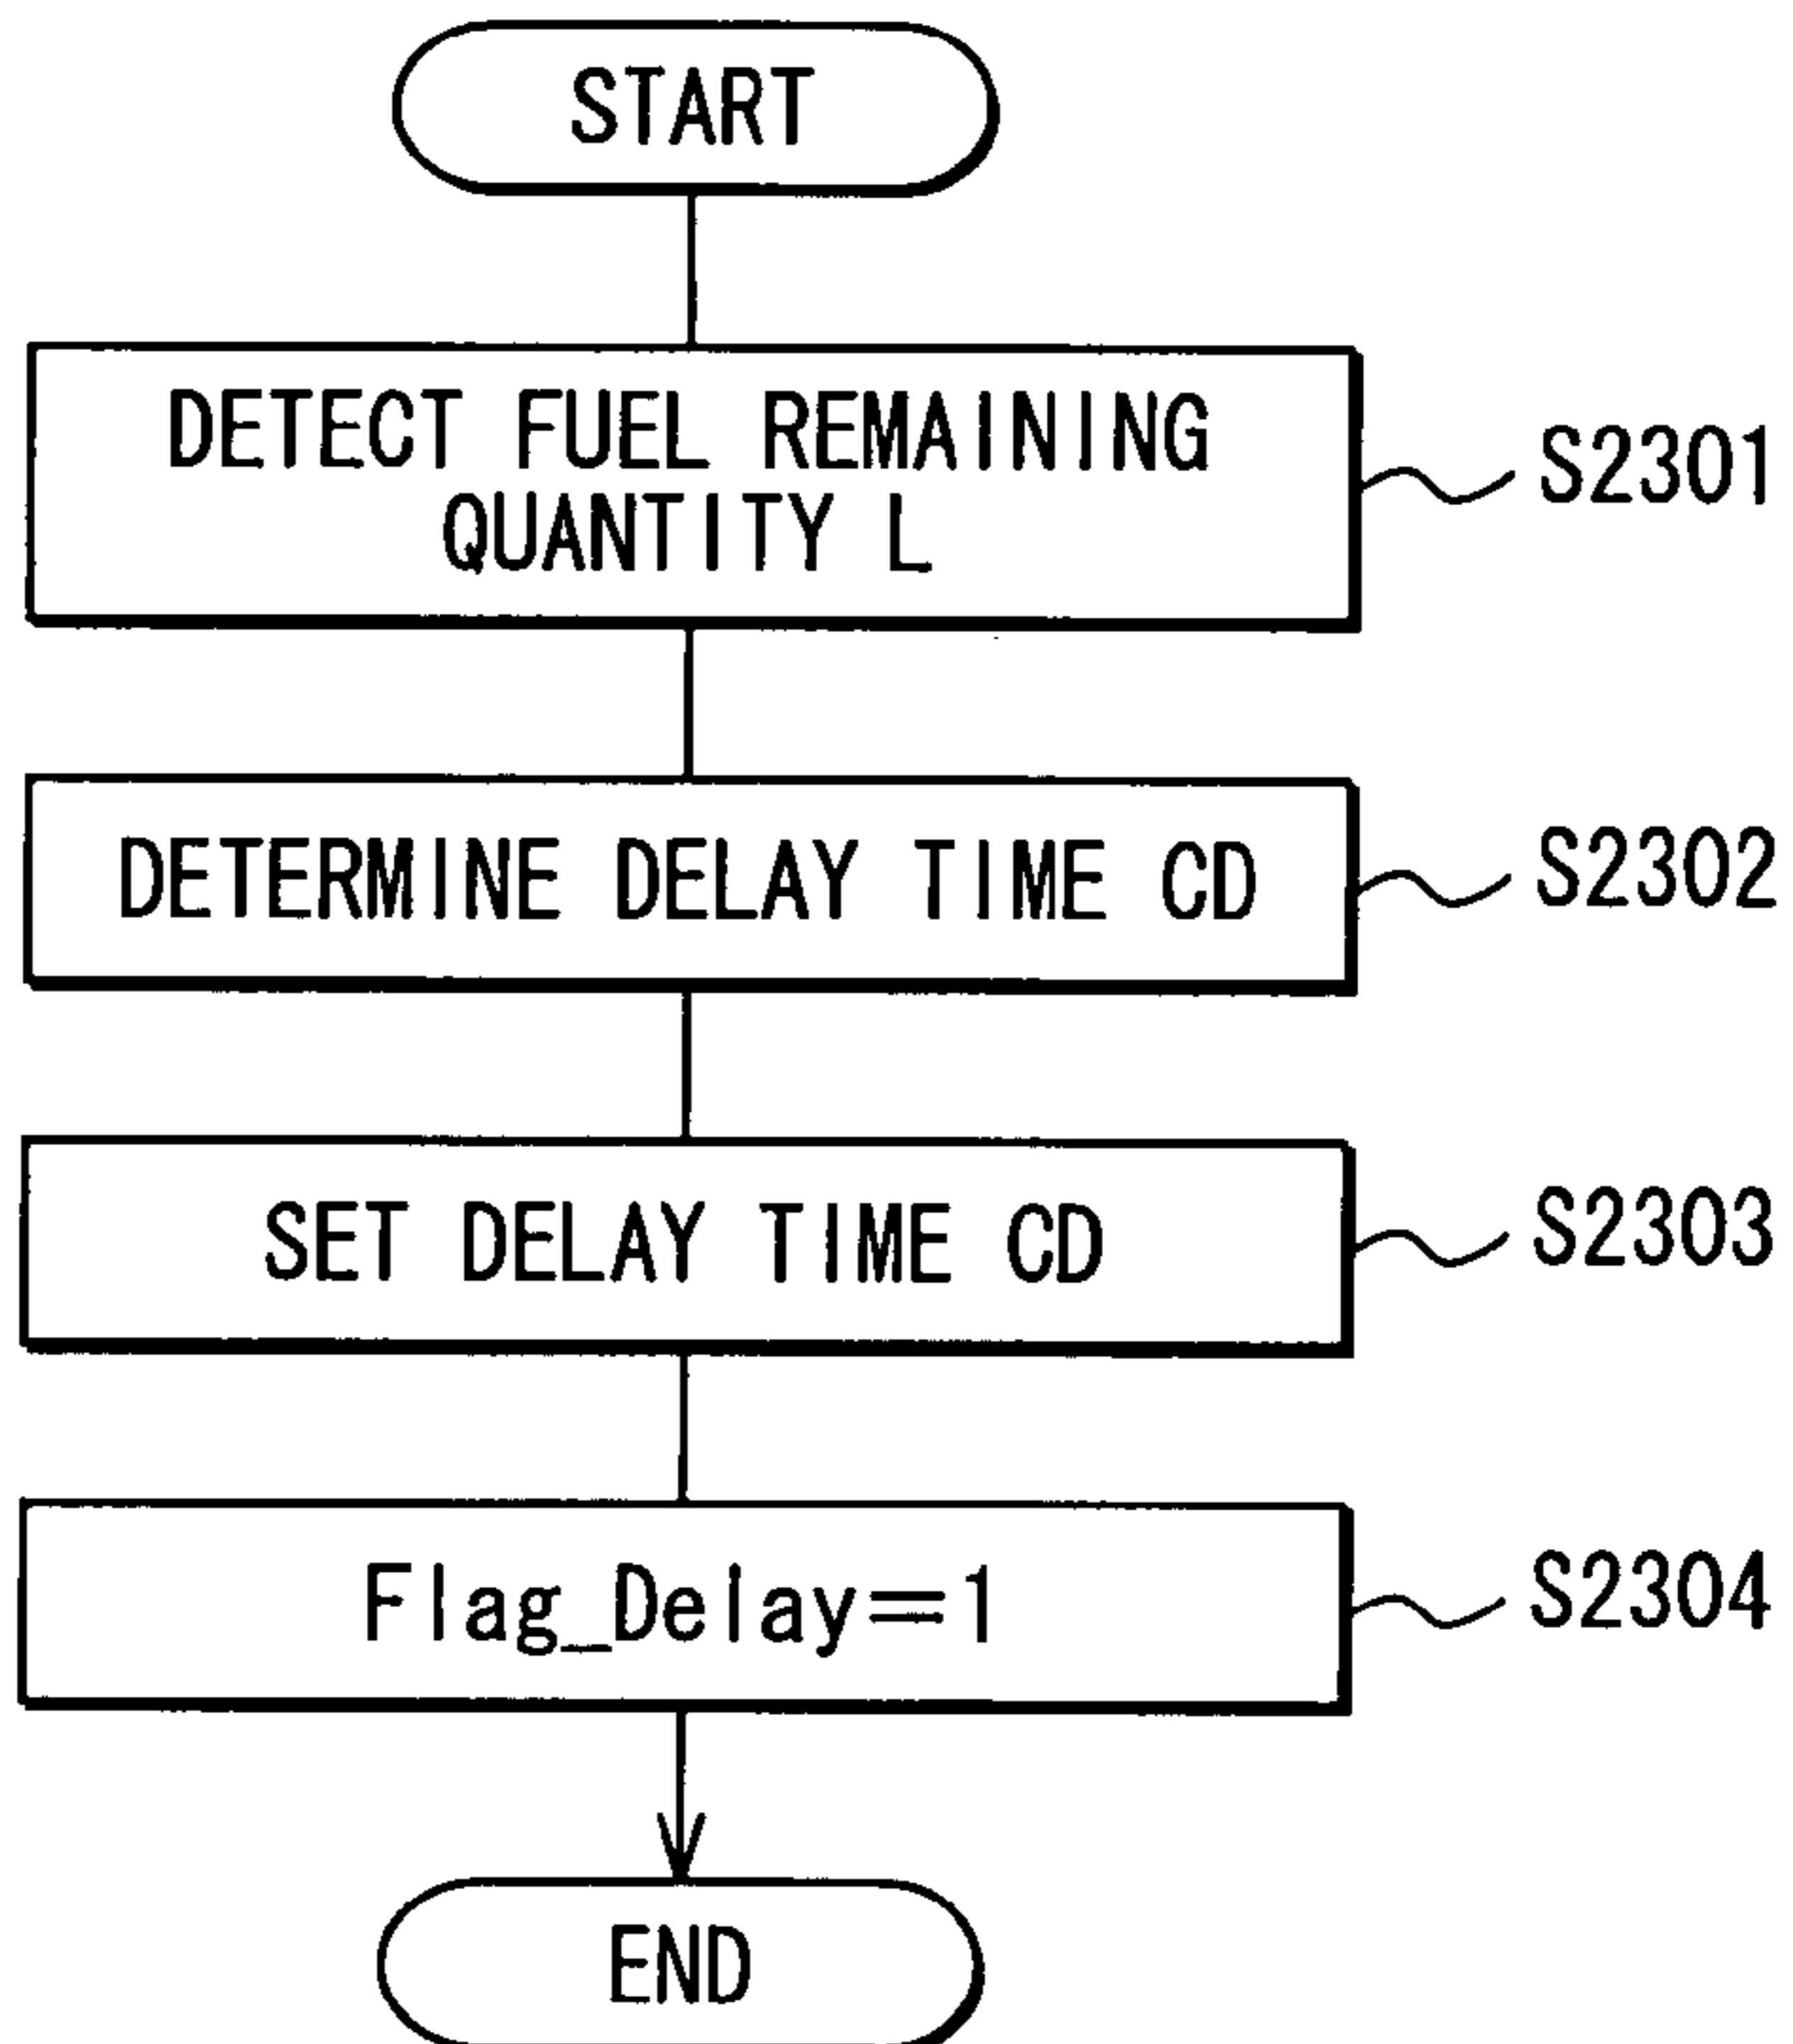 START
DETECT FUEL REMAINING
QUANTITY L
S2301
DETERMINE DELAY TIME CD
S2302
SET DELAY TIME CD
S2303
Flag_Delay=1
S2304
END